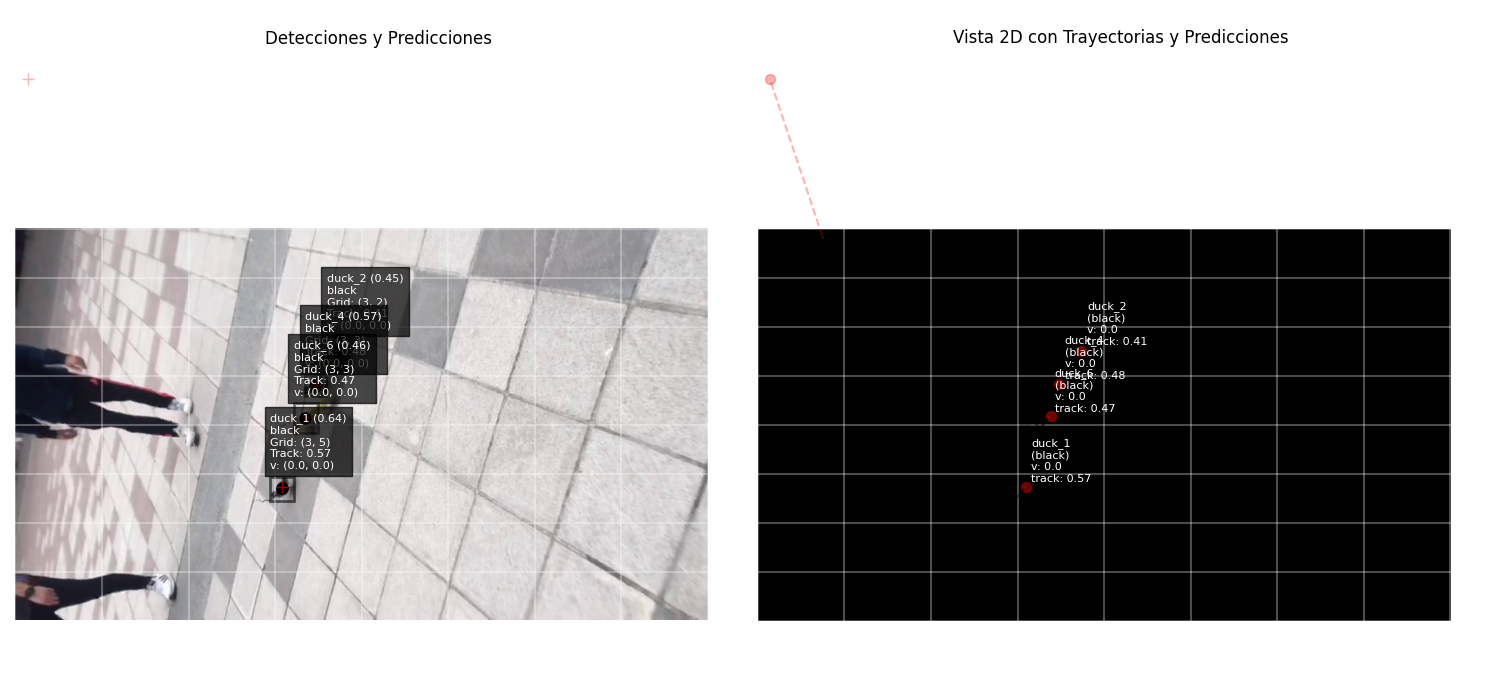 Detecciones y Predicciones
duck_2 (0.45)
black
Grid: (3, 2)
(0.0, 0.0)
duck_4 (0.57)
black
duck_6 (0.46)
black
Grid: (3, 3)
Track: 0.47
v: (0.0, 0.0)
duck_1 (0.64)
black
Grid: (3, 5)
Track: 0.57
v: (0.0, 0.0)
Vista 2D con Trayectorias y Predicciones
duck_2
(black)
v: 0.0
track: 0.41
duck_4
(black)
v: 0.0
track: 0.48
duck_6
(black)
v: 0.0
track: 0.47
duck_1
(black)
v: 0.0
track: 0.57